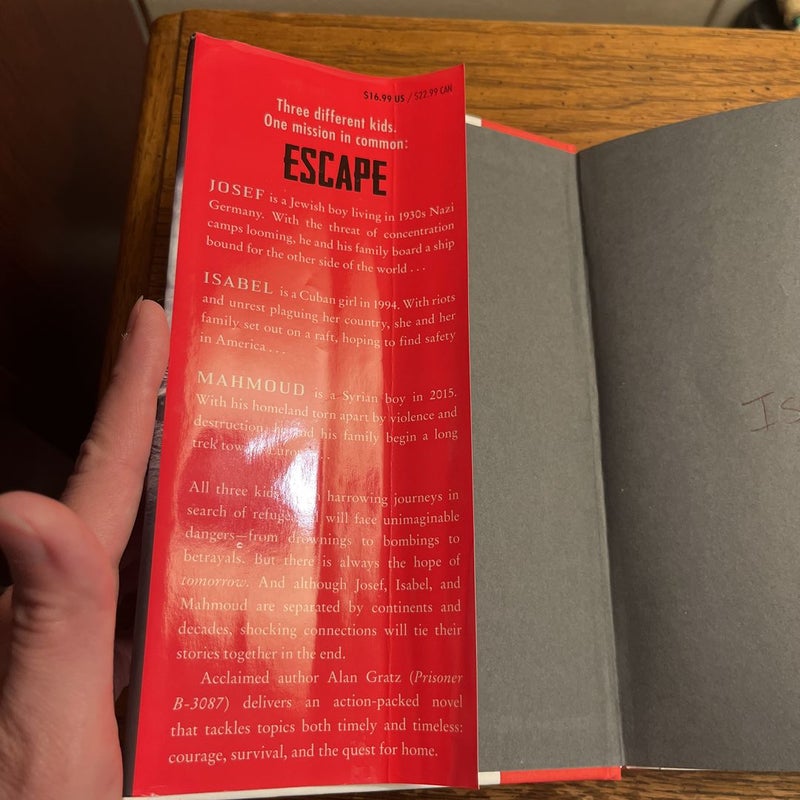 $16.99 US / $22.99 CAN
Three different kids.
One mission in common:
ESCAPE
JOSEF is a Jewish boy living in 1930s Nazi
Germany. With the threat of concentration
camps looming, he and his family board a ship
bound for the other side of the world . . .
ISABEL is a Cuban girl in 1994. With riots
and unrest plaguing her country, she and her
family set out on a raft, hoping to find safety
in America . . .
MAHMOUD is a Syrian boy in 2015.
With his homeland torn apart by violence and
destruction, his family begin a long
trek
All three harrowing journeys in
search of will face unimaginable
dangers—from drownings to bombings to
betrayals. But there is always the hope of
tomorrow. And although Josef, Isabel, and
Mahmoud are separated by continents and
decades, shocking connections will tie their
stories together in the end.
Acclaimed author Alan Gratz (Prisoner
B-3087) delivers an action-packed novel
that tackles topics both timely and timeless:
courage, survival, and the quest for home.